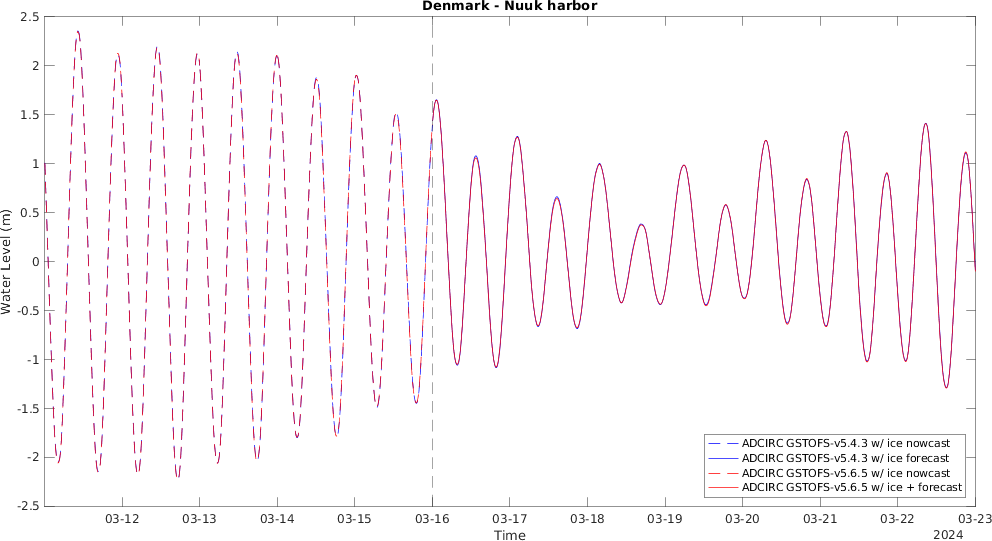 Denmark - Nuuk harbor
2.5
2
1.5
1
0.5
0
-0.5
-1
-1.5
-2
-2.5
Water Level (m)
03-12 03-13 03-14 03-15 03-16 03-17 03-18 03-19 03-20 03-21 03-22 03-23
Time
2024
ADCIRC GSTOFS-v5.4.3 w/ ice nowcast
ADCIRC GSTOFS-v5.4.3 w/ ice forecast
ADCIRC GSTOFS-v5.6.5 w/ ice nowcast
ADCIRC GSTOFS-v5.6.5 w/ ice + forecast